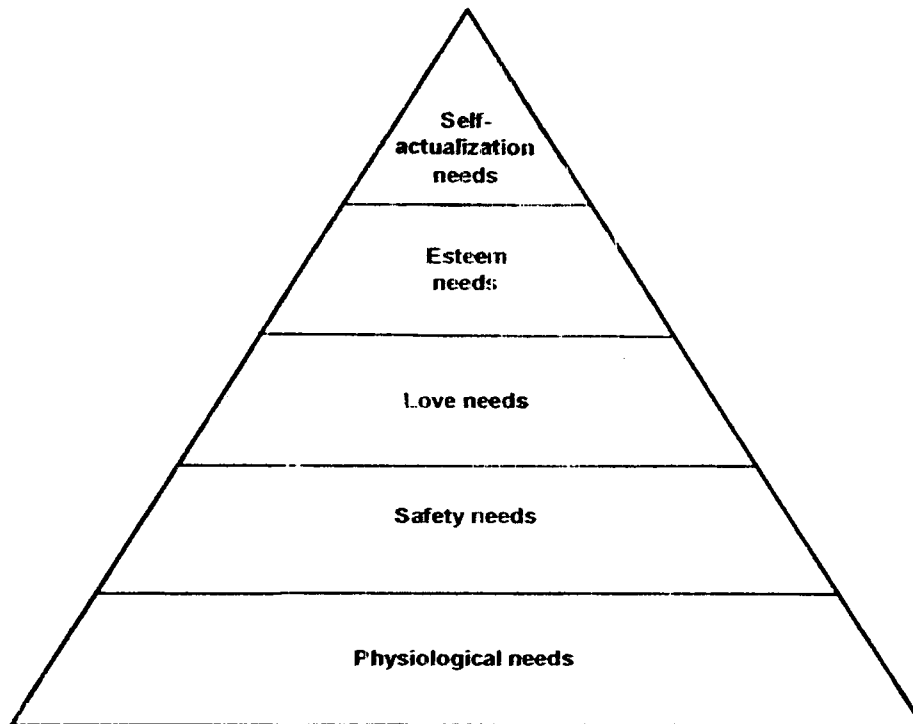 Self-
actualization
needs
Esteem
needs
Love needs
Safety needs
Physiological needs